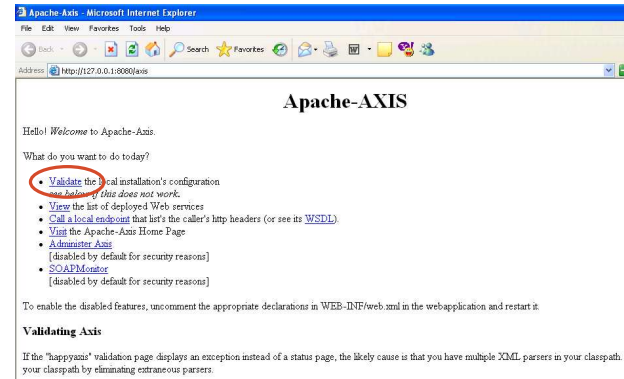 Apache-Axis - Microsoft Internet Explorer
File Edit View Favorites Tools Help
Back Search Favorites
Address http://127.0.0.1:8080/axis
Apache-AXIS
Hello! Welcome to Apache-Axis.
What do you want to do today?
• Validate the local installation's configuration
see below if this does not work.
• View the list of deployed Web services
• Call a local endpoint that list's the caller's http headers (or see its WSDL).
• Visit the Apache-Axis Home Page
• Administer Axis
[disabled by default for security reasons]
• SOAPMonitor
[disabled by default for security reasons]
To enable the disabled features, uncomment the appropriate declarations in WEB-INF/web.xml in the webapplication and restart it.
Validating Axis
If the "happyaxis" validation page displays an exception instead of a status page, the likely cause is that you have multiple XML parsers in your classpath.
your classpath by eliminating extraneous parsers.